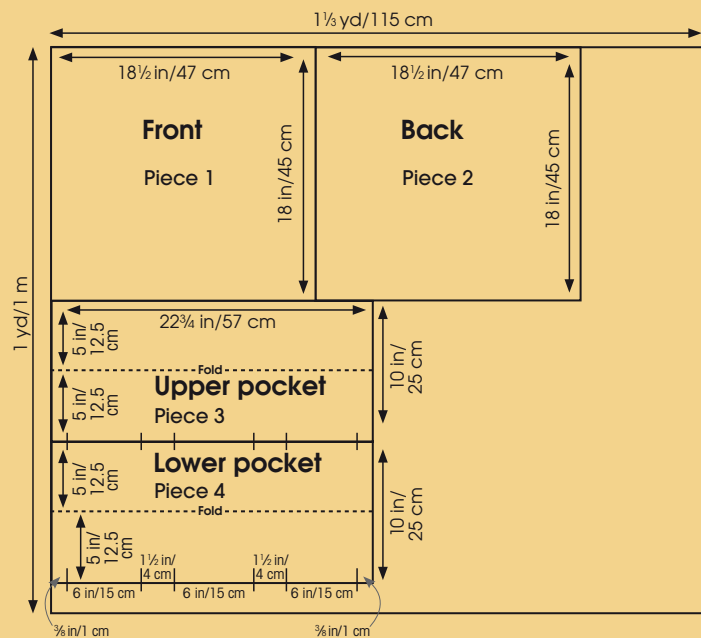 1⅓ yd/115 cm
18½ in/47 cm
18½ in/47 cm
Front
Back
Piece 1
Piece 2
18 in/45 cm
18 in/45 cm
1 yd/1 m
22¾ in/57 cm
5 in/
12.5
cm
Fold
10 in/
25 cm
5 in/
12.5
cm
Upper pocket
Piece 3
Lower pocket
Piece 4
5 in/
12.5
cm
Fold
10 in/
25 cm
5 in/
12.5
cm
1½ in/
4 cm
1½ in/
4 cm
6 in/15 cm
6 in/15 cm
6 in/15 cm
⅜ in/1 cm
⅜ in/1 cm